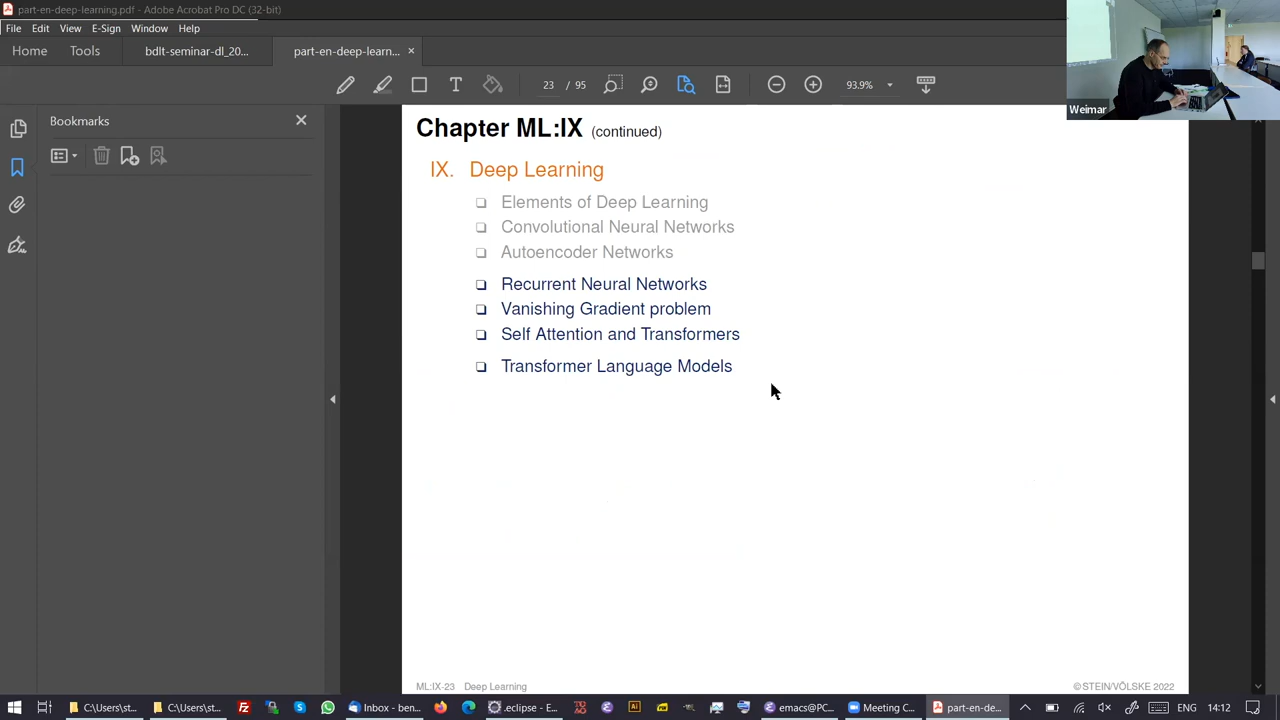 part-en-deep-learning.pdf - Adobe Acrobat Pro DC (32-bit)
File Edit View E-Sign Window Help
Home Tools bdlt-seminar-dl_20... part-en-deep-learn... ×
23 / 95 93.9%
Weimar
Bookmarks
Chapter ML:IX (continued)
IX. Deep Learning
Elements of Deep Learning
Convolutional Neural Networks
Autoencoder Networks
Recurrent Neural Networks
Vanishing Gradient problem
Self Attention and Transformers
Transformer Language Models
ML:IX-23 Deep Learning © STEIN/VÖLSKE 2022
C:\Users\st... C:\Users\st... Inbox - ben... .eclipse - E... emacs@PC... Meeting C... part-en-de... ENG 14:12